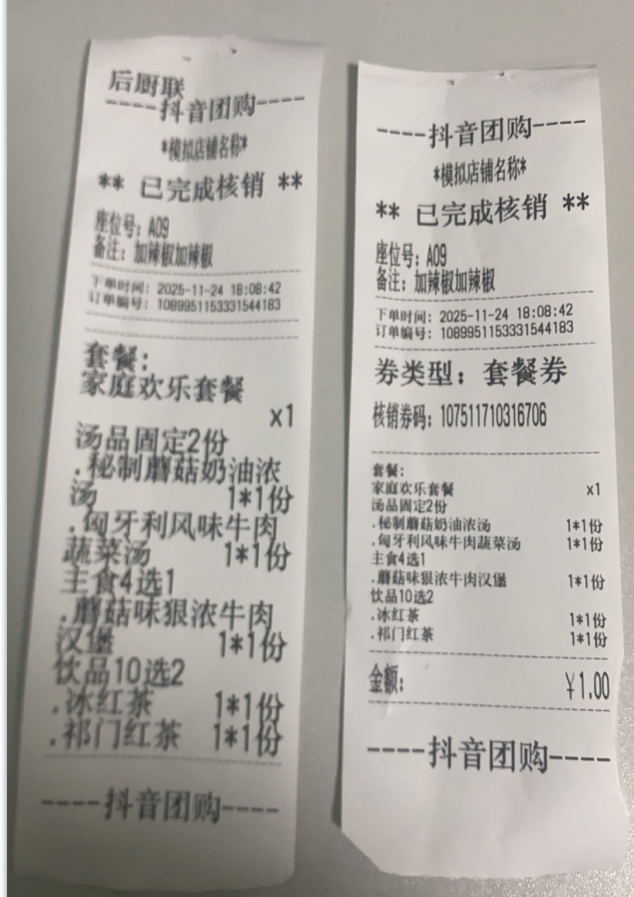 后厨联
----抖音团购----
*模拟店铺名称*
** 已完成核销 **
座位号：A09
备注：加辣椒加辣椒
下单时间：2025-11-24 18:08:42
订单编号：1089951153331544183
套餐：
家庭欢乐套餐
x1
汤品固定2份
.秘制蘑菇奶油浓
汤 1*1份
.匈牙利风味牛肉
蔬菜汤 1*1份
主食4选1
.蘑菇味狠浓牛肉
汉堡 1*1份
饮品10选2
.冰红茶 1*1份
.祁门红茶 1*1份
----抖音团购----
----抖音团购----
*模拟店铺名称*
** 已完成核销 **
座位号：A09
备注：加辣椒加辣椒
下单时间：2025-11-24 18:08:42
订单编号：1089951153331544183
券类型：套餐券
核销券码：107511710316706
套餐：
家庭欢乐套餐 x1
汤品固定2份
.秘制蘑菇奶油浓汤 1*1份
.匈牙利风味牛肉蔬菜汤 1*1份
主食4选1
.蘑菇味狠浓牛肉汉堡 1*1份
饮品10选2
.冰红茶 1*1份
.祁门红茶 1*1份
金额： ￥1.00
----抖音团购----